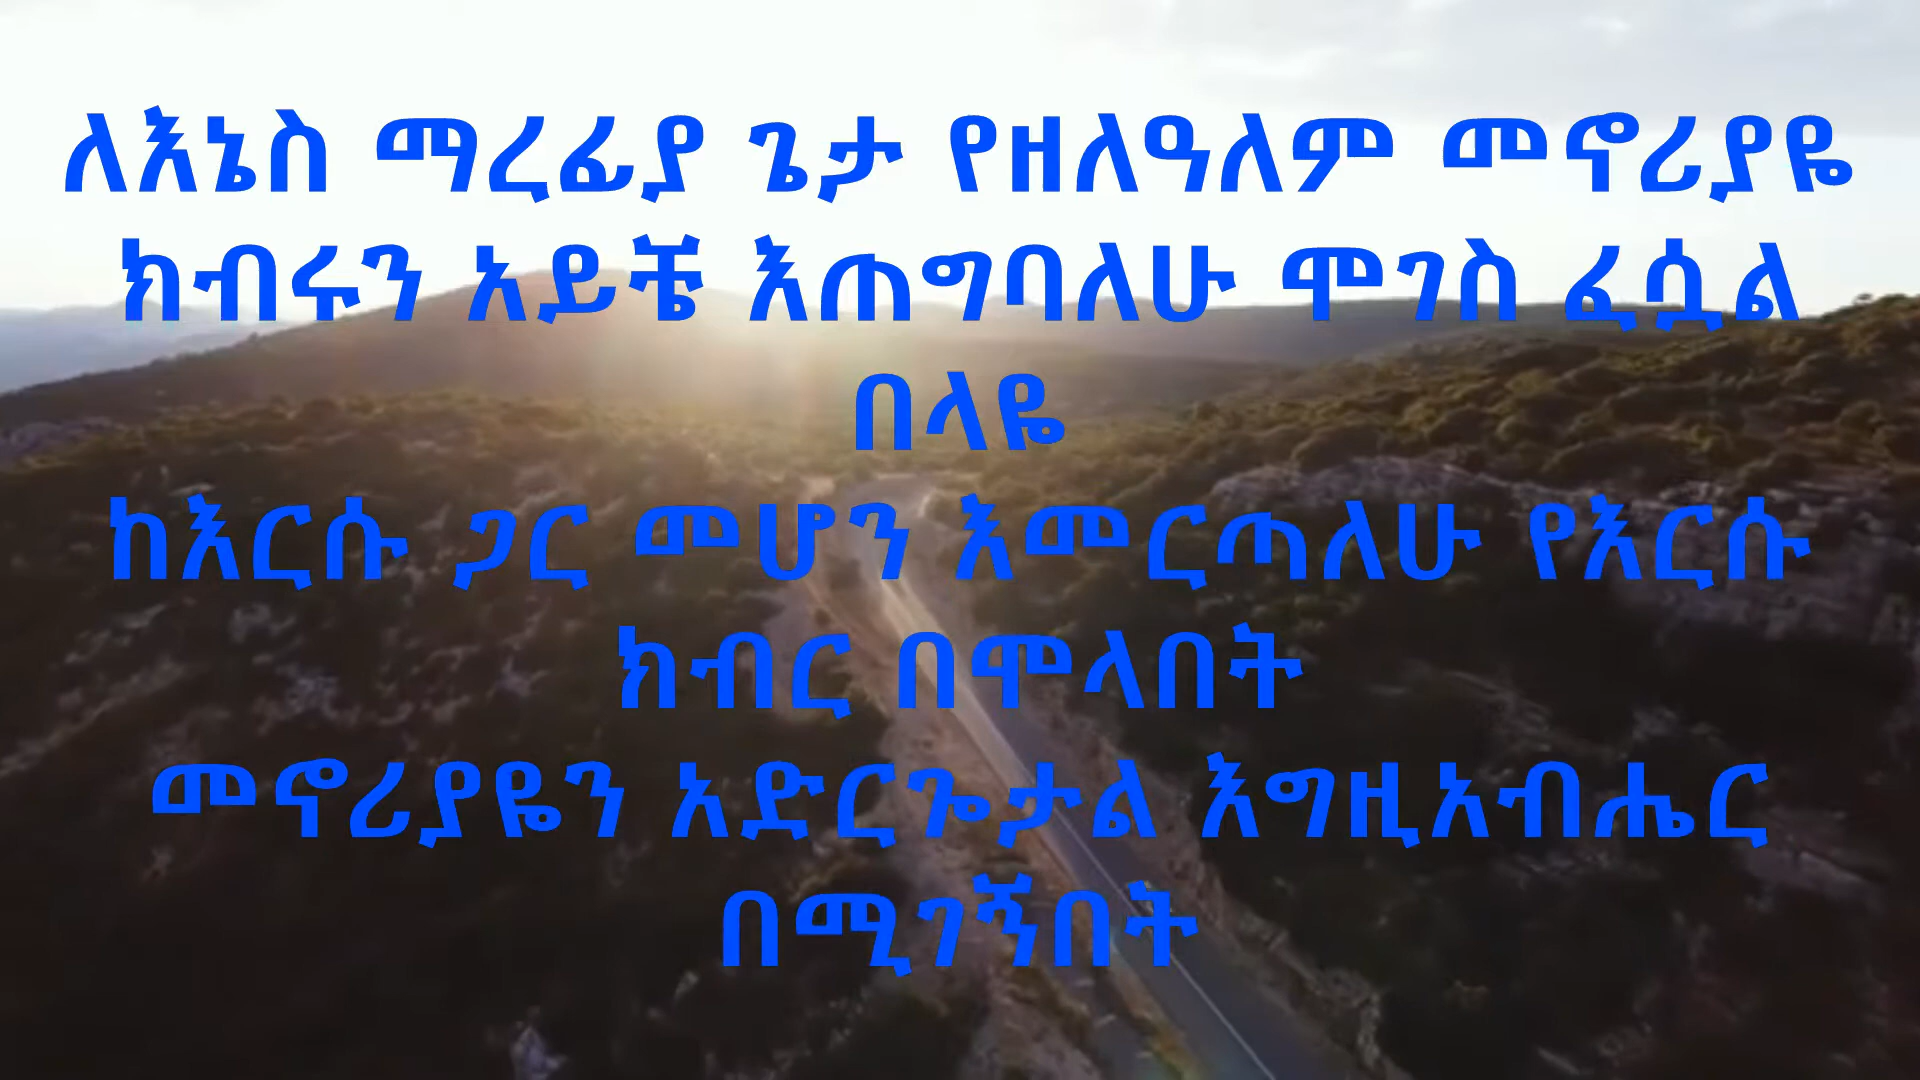 ለእኔስ ማረፊያ ጌታ የዘለዓለም መኖሪያዬ
ክብሩን አይቼ እጠግባለሁ ሞገስ ፈሷል
በላዬ
ከእርሱ ጋር መሆን እመርጣለሁ የእርሱ
ክብር በሞላበት
መኖሪያዬን አድርጐታል እግዚአብሔር
በሚገኝበት